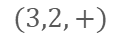 (3,2, +)